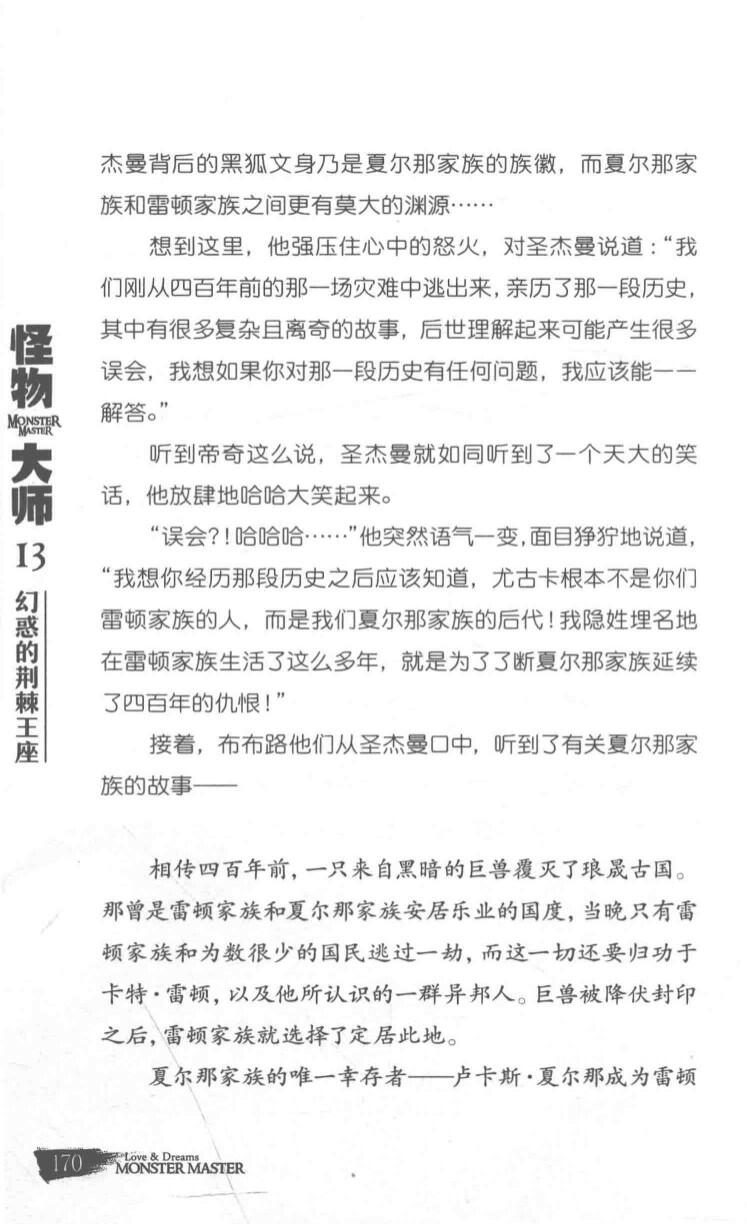 杰曼背后的黑狐文身乃是夏尔那家族的族徽，而夏尔那家
族和雷顿家族之间更有莫大的渊源……
想到这里，他强压住心中的怒火，对圣杰曼说道：“我
们刚从四百年前的那一场灾难中逃出来，亲历了那一段历史，
其中有很多复杂且离奇的故事，后世理解起来可能产生很多
误会，我想如果你对那一段历史有任何问题，我应该能一一
解答。”
听到帝奇这么说，圣杰曼就如同听到了一个天大的笑
话，他放肆地哈哈大笑起来。
“误会？！哈哈哈……”他突然语气一变，面目狰狞地说道，
“我想你经历那段历史之后应该知道，尤古卡根本不是你们
雷顿家族的人，而是我们夏尔那家族的后代！我隐姓埋名地
在雷顿家族生活了这么多年，就是为了了断夏尔那家族延续
了四百年的仇恨！”
接着，布布路他们从圣杰曼口中，听到了有关夏尔那家
族的故事——
相传四百年前，一只来自黑暗的巨兽覆灭了琅晟古国。
那曾是雷顿家族和夏尔那家族安居乐业的国度，当晚只有雷
顿家族和为数很少的国民逃过一劫，而这一切还要归功于
卡特·雷顿，以及他所认识的一群异邦人。巨兽被降伏封印
之后，雷顿家族就选择了定居此地。
夏尔那家族的唯一幸存者——卢卡斯·夏尔那成为雷顿
怪物
MONSTER
MASTER
大师
13
幻惑的荆棘王座
170
Love & Dreams
MONSTER MASTER